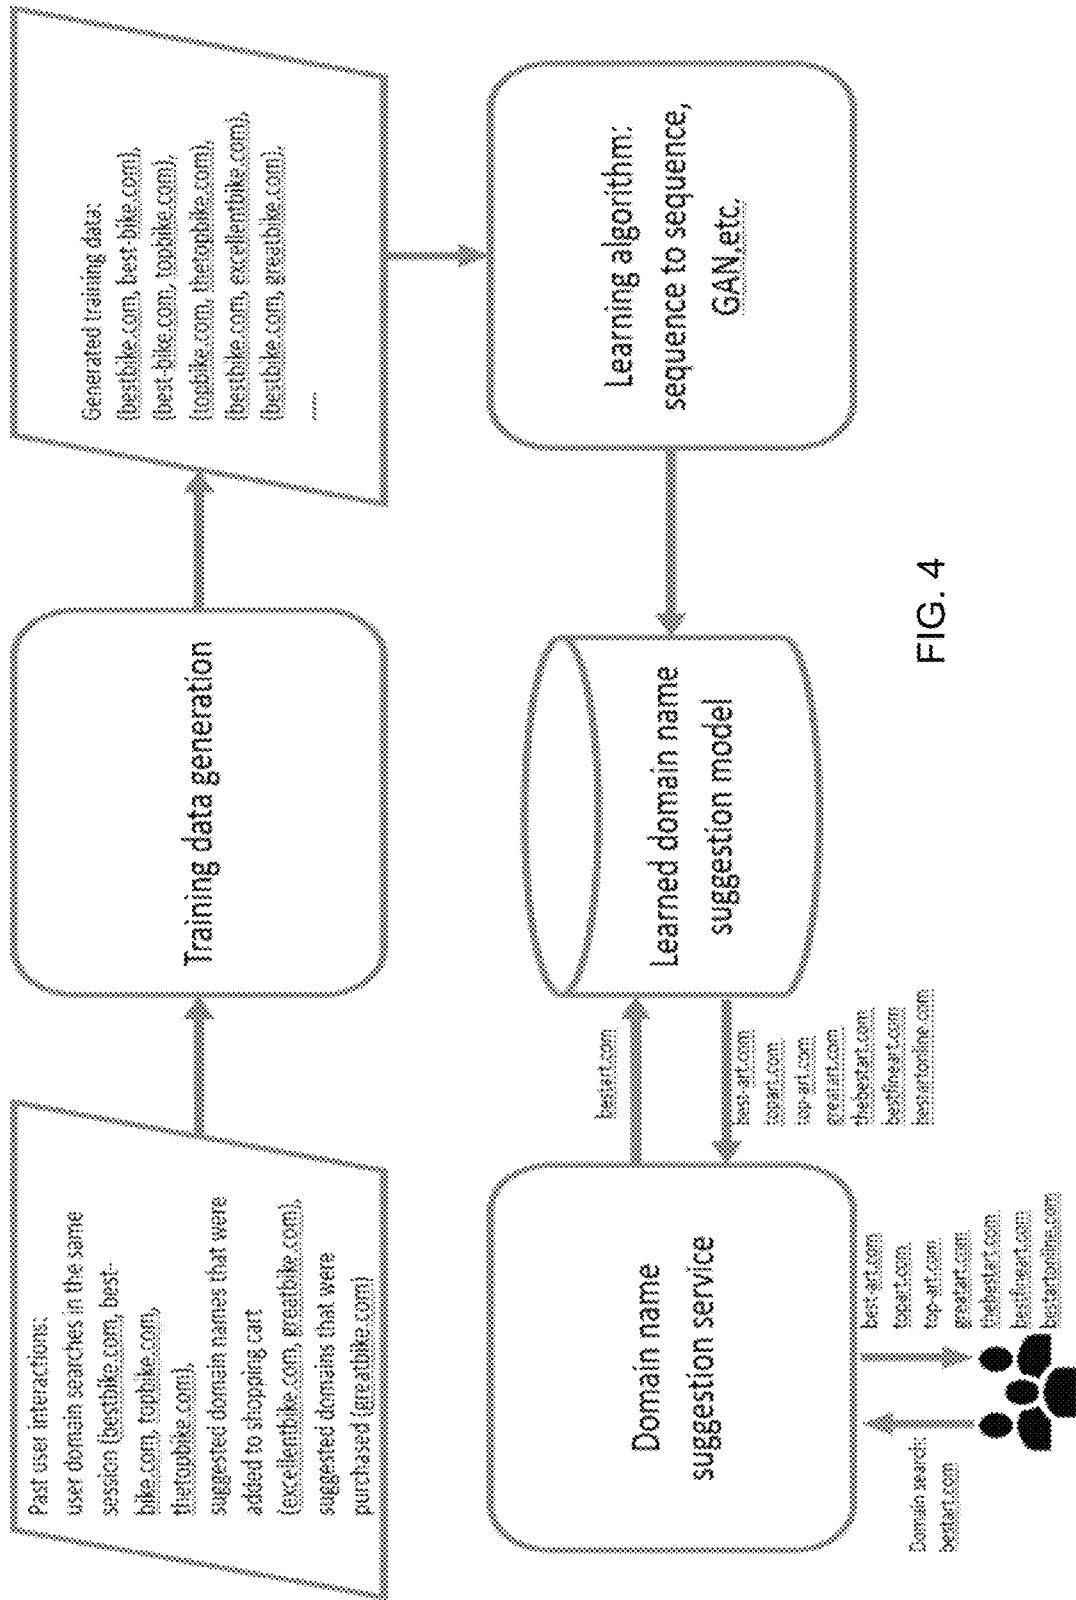 Past user interactions:
user domain searches in the same
session (bestbike.com, best-
bike.com, topbike.com,
thetopbike.com),
suggested domain names that were
added to shopping cart
(excellentbike.com, greetbike.com),
suggested domains that were
purchased (greatbike.com)
Training data generation
Generated training data:
(bestbike.com, best-bike.com),
(best-bike.com, topbike.com),
(topbike.com, thetopbike.com),
(bestbike.com, excellentbike.com),
(bestbike.com, greatbike.com),
......
Learning algorithm:
sequence to sequence,
GAN,etc.
Learned domain name
suggestion model
bestart.com
best-art.com
topart.com
top-art.com
greatart.com
thebestart.com
bestfineart.com
bestartonline.com
Domain name
suggestion service
Domain search:
bestart.com
best-art.com
topart.com
top-art.com
greatart.com
thebestart.com
bestfineart.com
bestartonline.com
FIG. 4